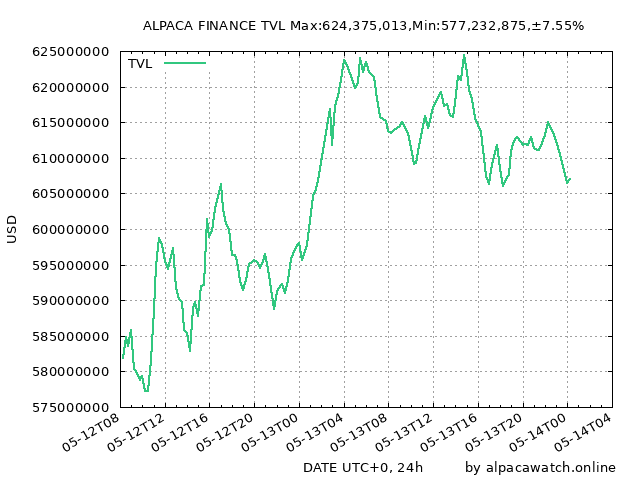 ALPACA FINANCE TVL Max:624,375,013,Min:577,232,875,±7.55%
TVL
625000000
620000000
615000000
610000000
605000000
600000000
595000000
590000000
585000000
580000000
575000000
USD
05-12T08
05-12T12
05-12T16
05-12T20
05-13T00
05-13T04
05-13T08
05-13T12
05-13T16
05-13T20
05-14T00
05-14T04
DATE UTC+0, 24h
by alpacawatch.online